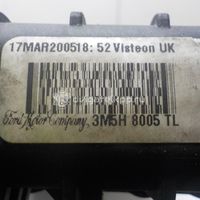 17MAR200518: 52 Visteon UK
Ford Motor Company, 3M5H 8005 TL